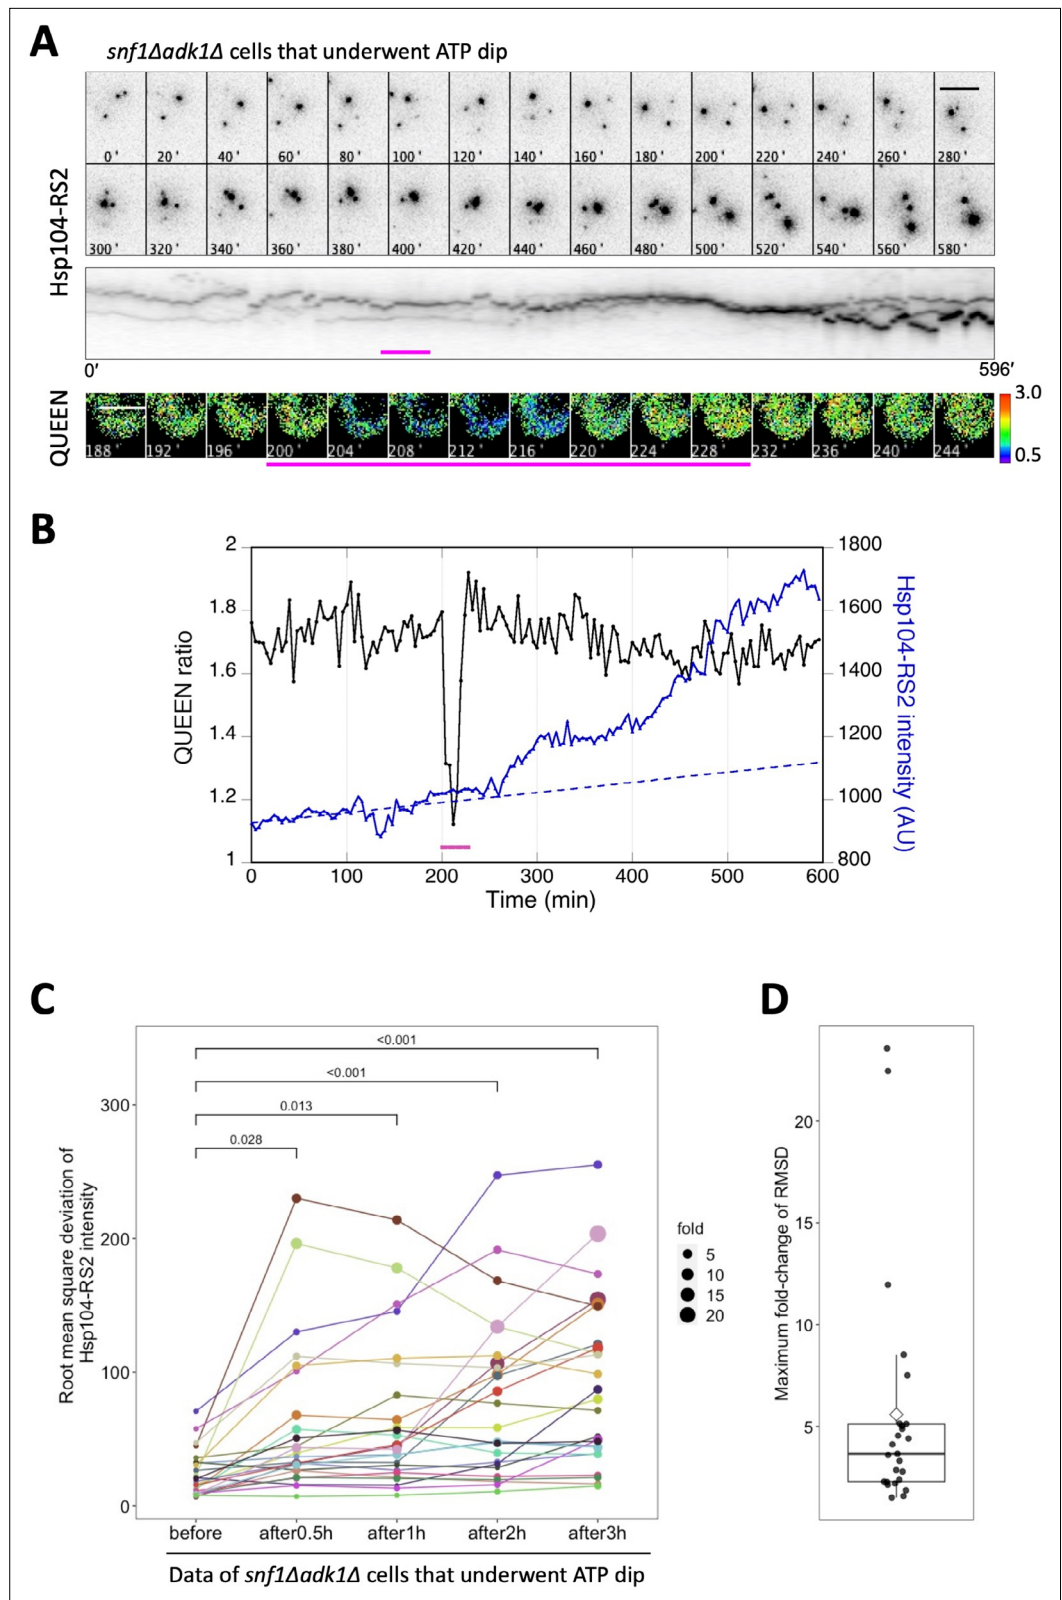 A
snf1Δadk1Δ cells that underwent ATP dip
Hsp104-RS2
0' 20' 40' 60' 80' 100' 120' 140' 160' 180' 200' 220' 240' 260' 280'
300' 320' 340' 360' 380' 400' 420' 440' 460' 480' 500' 520' 540' 560' 580'
0' 596'
QUEEN
188' 192' 196' 200' 204' 208' 212' 216' 220' 224' 228' 232' 236' 240' 244'
3.0
0.5
B
QUEEN ratio
2
1.8
1.6
1.4
1.2
1
1800
1600
1400
1200
1000
800
Hsp104-RS2 intensity (AU)
0 100 200 300 400 500 600
Time (min)
C
Root mean square deviation of
Hsp104-RS2 intensity
300
200
100
0
<0.001
<0.001
0.013
0.028
before after0.5h after1h after2h after3h
Data of snf1Δadk1Δ cells that underwent ATP dip
fold
5
10
15
20
D
Maximum fold-change of RMSD
20
15
10
5